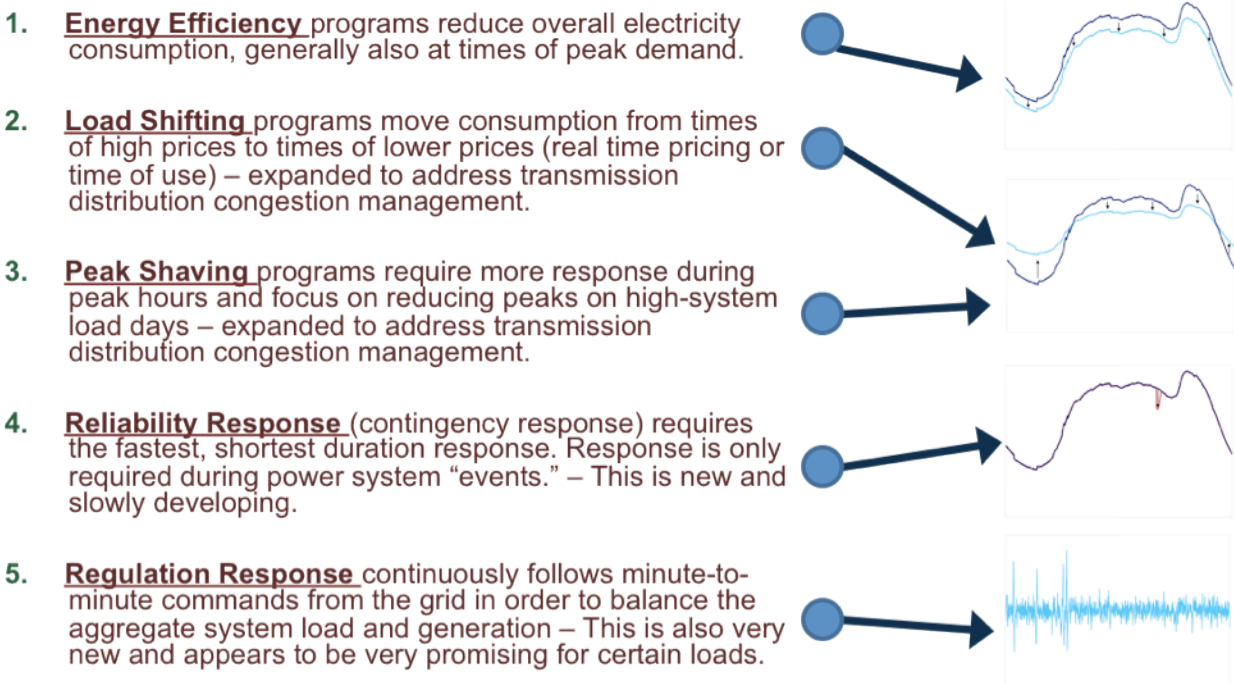 1. Energy Efficiency programs reduce overall electricity
consumption, generally also at times of peak demand.
2. Load Shifting programs move consumption from times
of high prices to times of lower prices (real time pricing or
time of use) – expanded to address transmission
distribution congestion management.
3. Peak Shaving programs require more response during
peak hours and focus on reducing peaks on high-system
load days – expanded to address transmission
distribution congestion management.
4. Reliability Response (contingency response) requires
the fastest, shortest duration response. Response is only
required during power system “events.” – This is new and
slowly developing.
5. Regulation Response continuously follows minute-to-
minute commands from the grid in order to balance the
aggregate system load and generation – This is also very
new and appears to be very promising for certain loads.